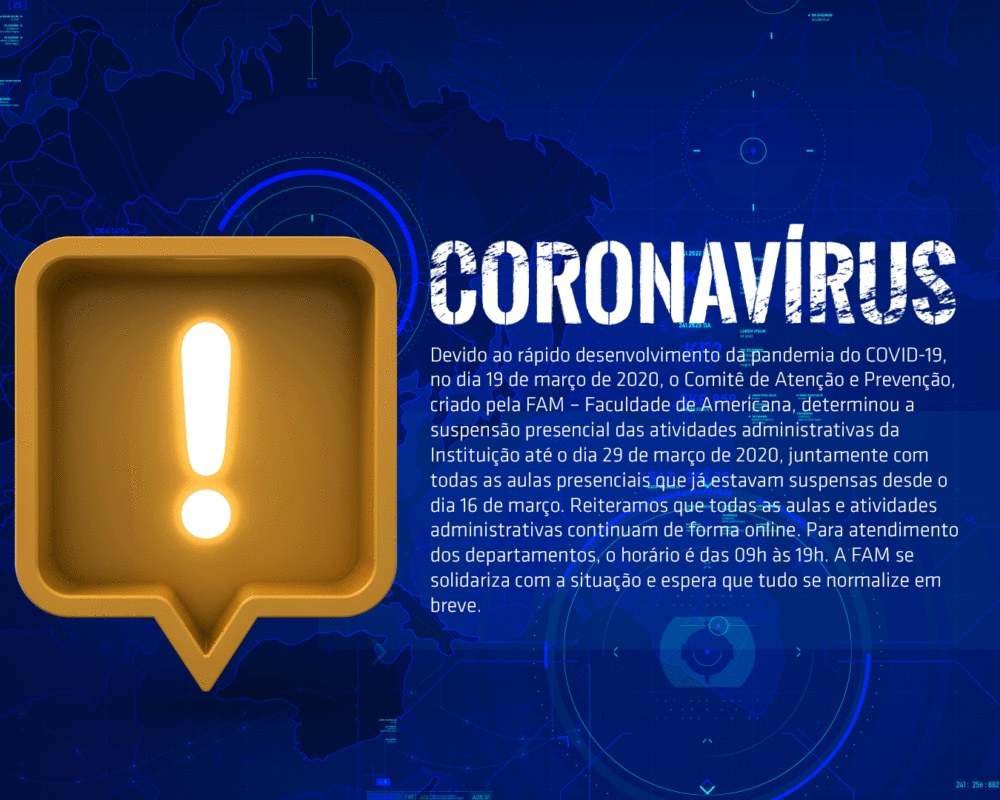 CORONAVÍRUS
Devido ao rápido desenvolvimento da pandemia do COVID-19,
no dia 19 de março de 2020, o Comitê de Atenção e Prevenção,
criado pela FAM – Faculdade de Americana, determinou a
suspensão presencial das atividades administrativas da
Instituição até o dia 29 de março de 2020, juntamente com
todas as aulas presenciais que já estavam suspensas desde o
dia 16 de março. Reiteramos que todas as aulas e atividades
administrativas continuam de forma online. Para atendimento
dos departamentos, o horário é das 09h às 19h. A FAM se
solidariza com a situação e espera que tudo se normalize em
breve.